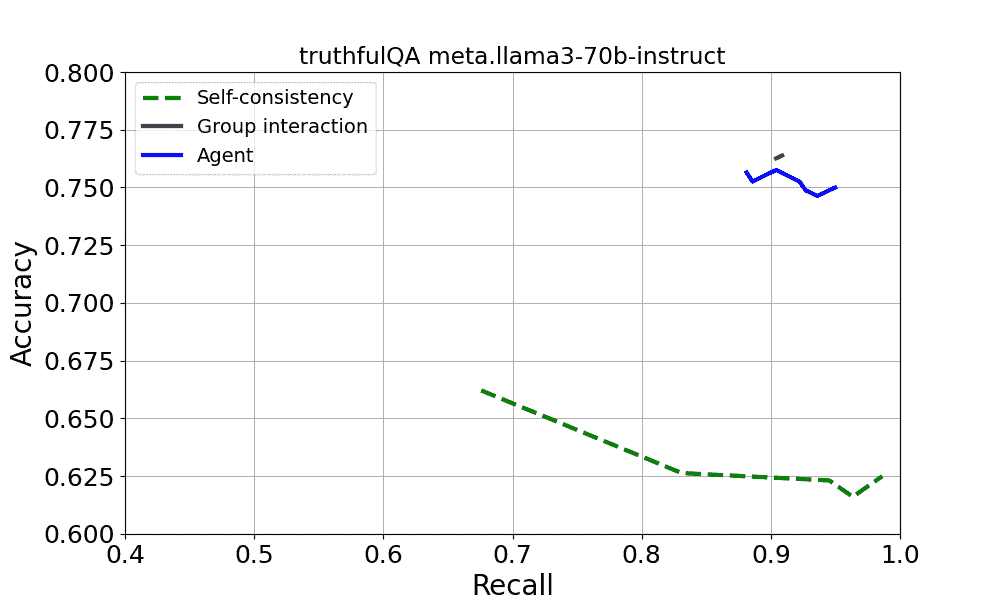 truthfulQA meta.llama3-70b-instruct
0.800
0.775
0.750
0.725
0.700
0.675
0.650
0.625
0.600
Accuracy
Self-consistency
Group interaction
Agent
0.4 0.5 0.6 0.7 0.8 0.9 1.0
Recall